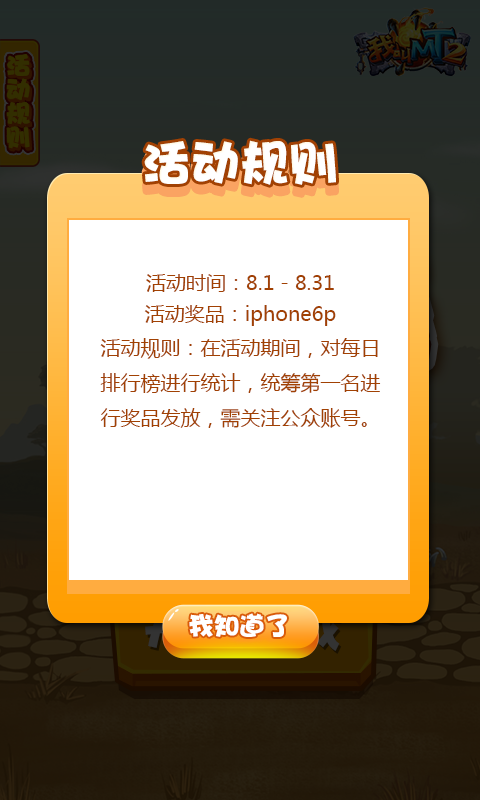 我叫MT2
活动规则
活动规则
活动时间：8.1 - 8.31
活动奖品：iphone6p
活动规则：在活动期间，对每日
排行榜进行统计，统筹第一名进
行奖品发放，需关注公众账号。
我知道了